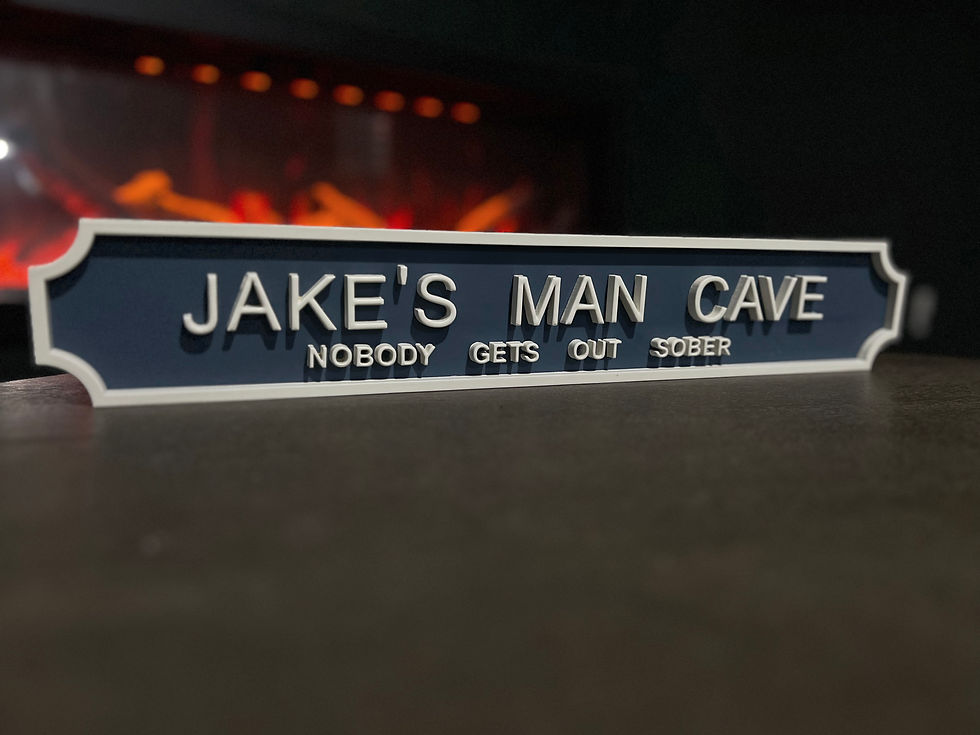 JAKE'S MAN CAVE
NOBODY GETS OUT SOBER